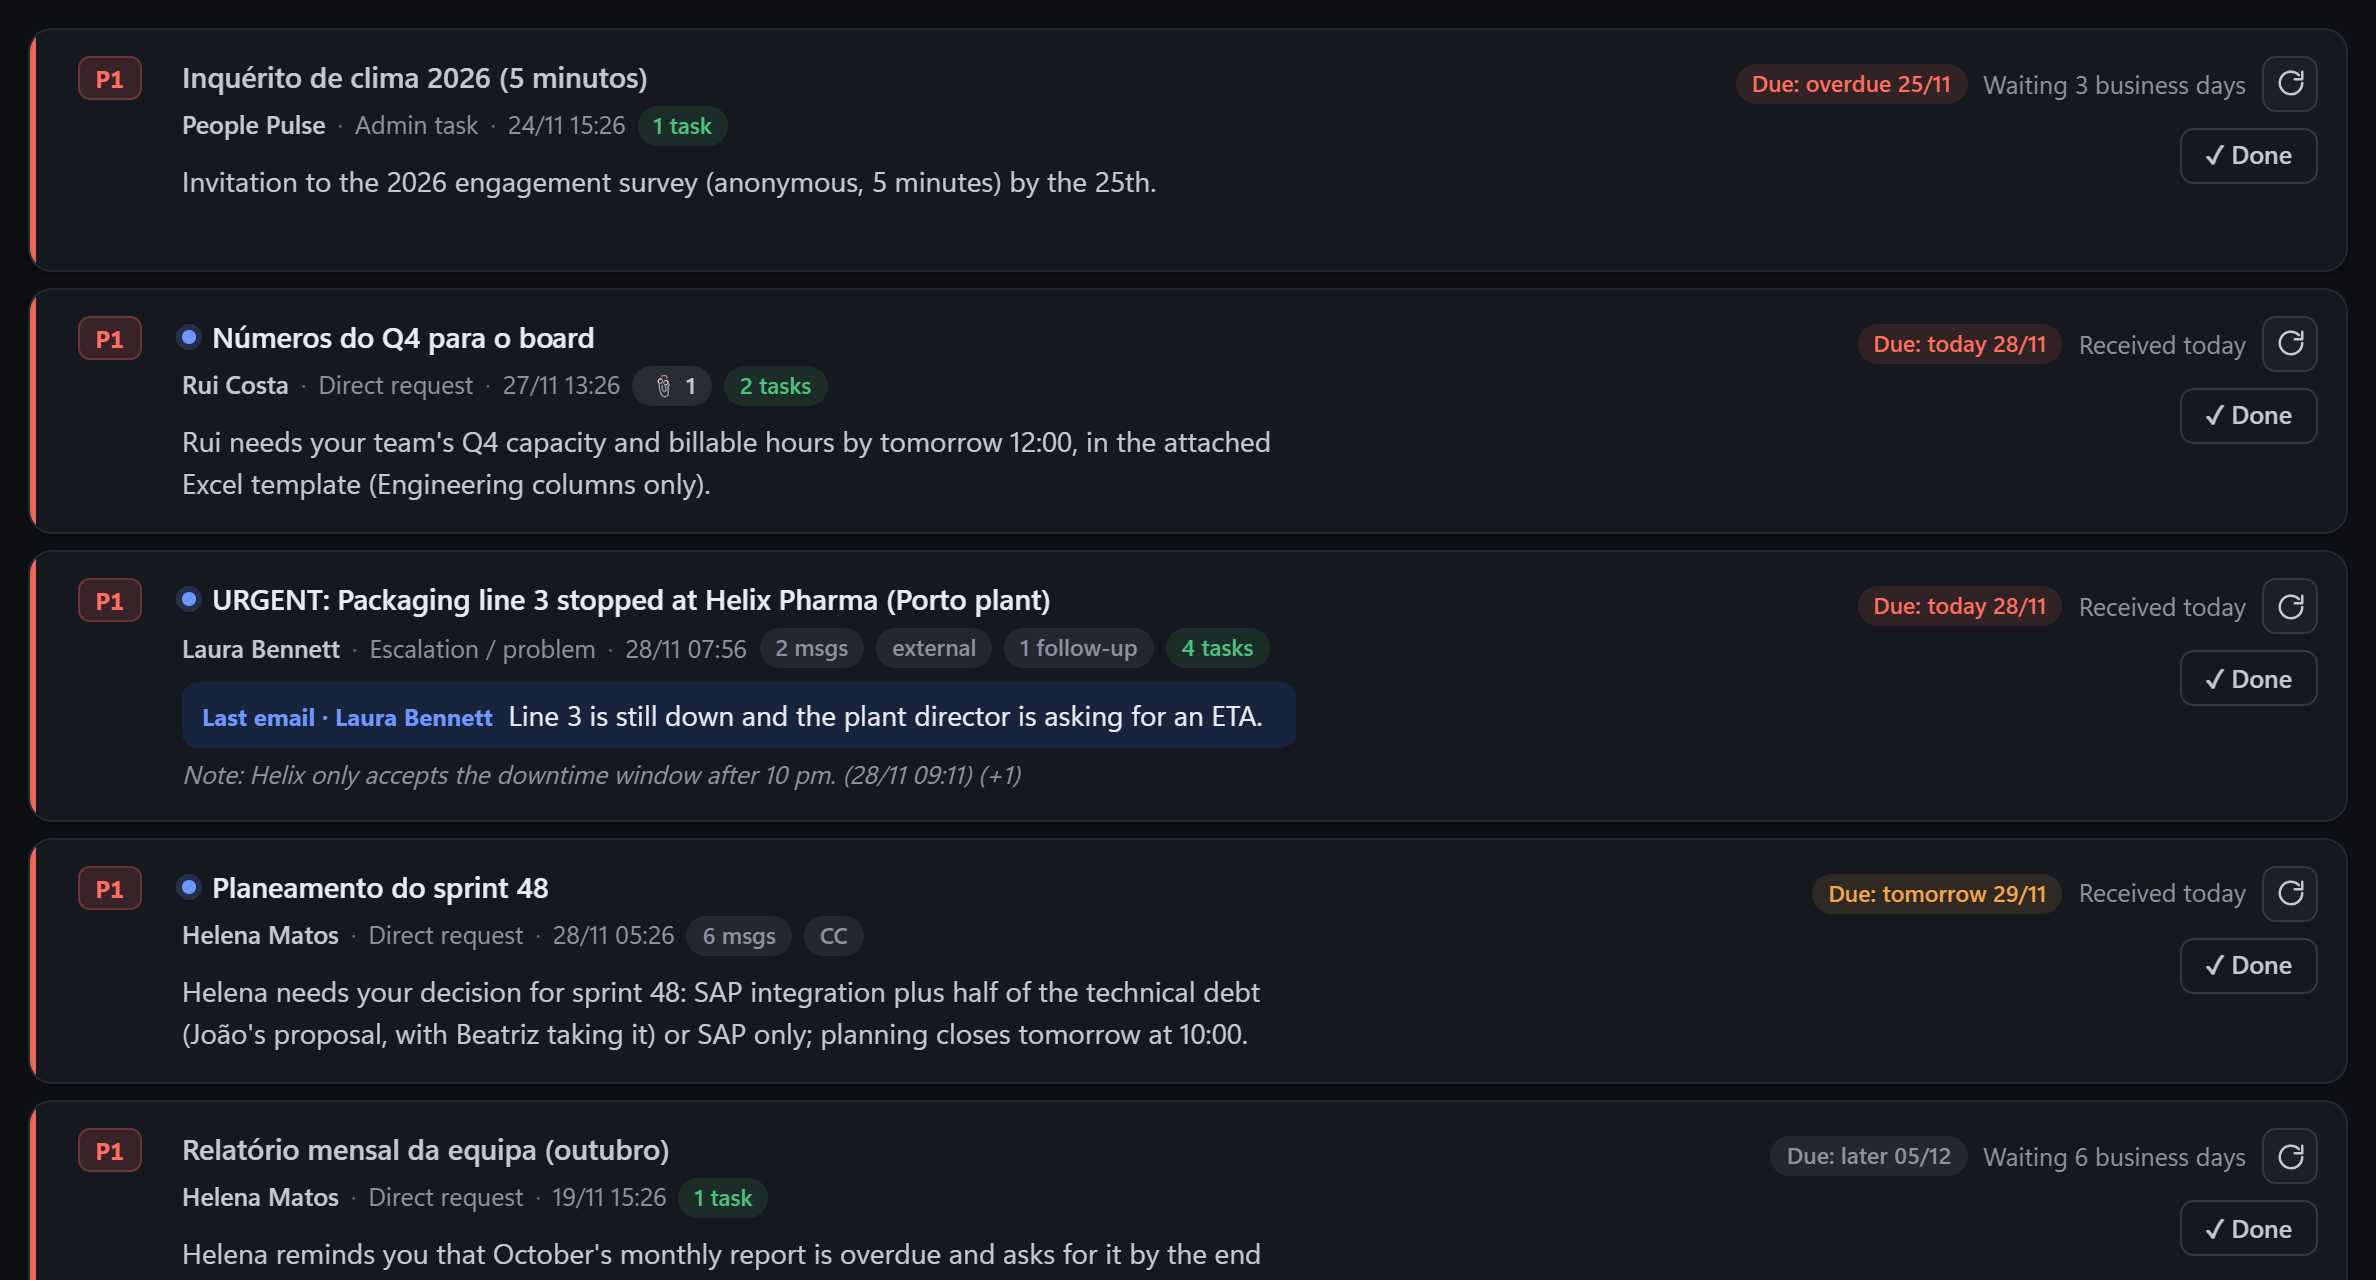 P1 Inquérito de clima 2026 (5 minutos) Due: overdue 25/11 Waiting 3 business days
People Pulse · Admin task · 24/11 15:26 1 task
✓ Done
Invitation to the 2026 engagement survey (anonymous, 5 minutes) by the 25th.
P1 Números do Q4 para o board Due: today 28/11 Received today
Rui Costa · Direct request · 27/11 13:26 1 2 tasks
✓ Done
Rui needs your team's Q4 capacity and billable hours by tomorrow 12:00, in the attached
Excel template (Engineering columns only).
P1 URGENT: Packaging line 3 stopped at Helix Pharma (Porto plant) Due: today 28/11 Received today
Laura Bennett · Escalation / problem · 28/11 07:56 2 msgs external 1 follow-up 4 tasks
✓ Done
Last email · Laura Bennett Line 3 is still down and the plant director is asking for an ETA.
Note: Helix only accepts the downtime window after 10 pm. (28/11 09:11) (+1)
P1 Planeamento do sprint 48 Due: tomorrow 29/11 Received today
Helena Matos · Direct request · 28/11 05:26 6 msgs CC
✓ Done
Helena needs your decision for sprint 48: SAP integration plus half of the technical debt
(João's proposal, with Beatriz taking it) or SAP only; planning closes tomorrow at 10:00.
P1 Relatório mensal da equipa (outubro) Due: later 05/12 Waiting 6 business days
Helena Matos · Direct request · 19/11 15:26 1 task
✓ Done
Helena reminds you that October's monthly report is overdue and asks for it by the end